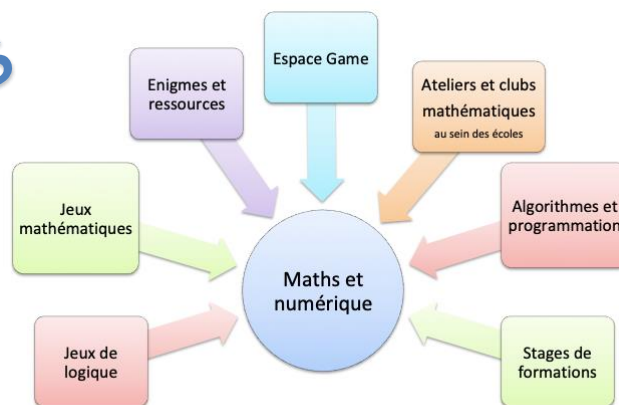 Espace Game
Enigmes et
ressources
Ateliers et clubs
mathématiques
au sein des écoles
Jeux
mathématiques
Algorithmes et
programmation
Maths et
numérique
Jeux de
logique
Stages de
formations